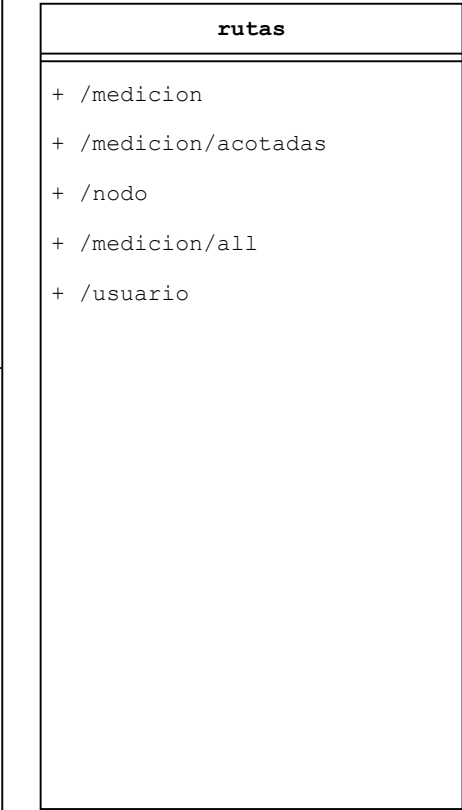 rutas
+ /medicion
+ /medicion/acotadas
+ /nodo
+ /medicion/all
+ /usuario